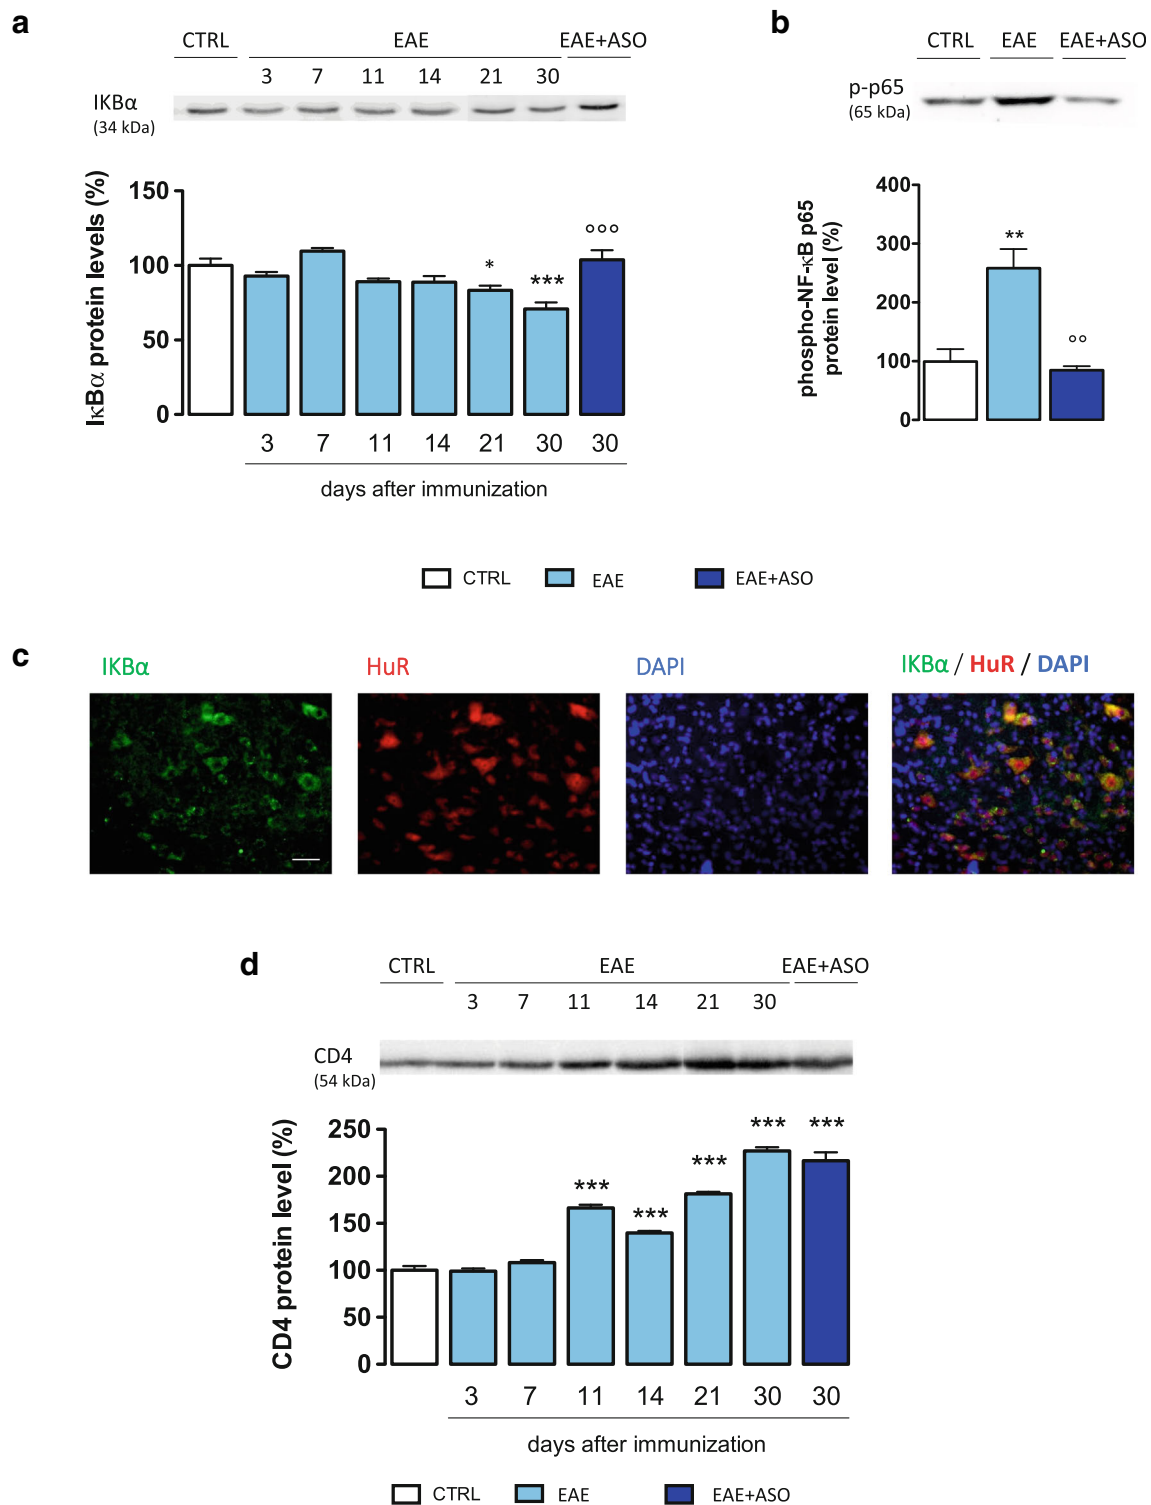 a
CTRL EAE EAE+ASO
3 7 11 14 21 30
IKBα
(34 kDa)
IκBα protein levels (%)
150
100
50
0
* *** °°°
3 7 11 14 21 30 30
days after immunization
b
CTRL EAE EAE+ASO
p-p65
(65 kDa)
phospho-NF-κB p65
protein level (%)
400
300
200
100
0
** °°
CTRL EAE EAE+ASO
c
IKBα HuR DAPI IKBα / HuR / DAPI
d
CTRL EAE EAE+ASO
3 7 11 14 21 30
CD4
(54 kDa)
CD4 protein level (%)
250
200
150
100
50
0
*** *** *** *** ***
3 7 11 14 21 30 30
days after immunization
CTRL EAE EAE+ASO